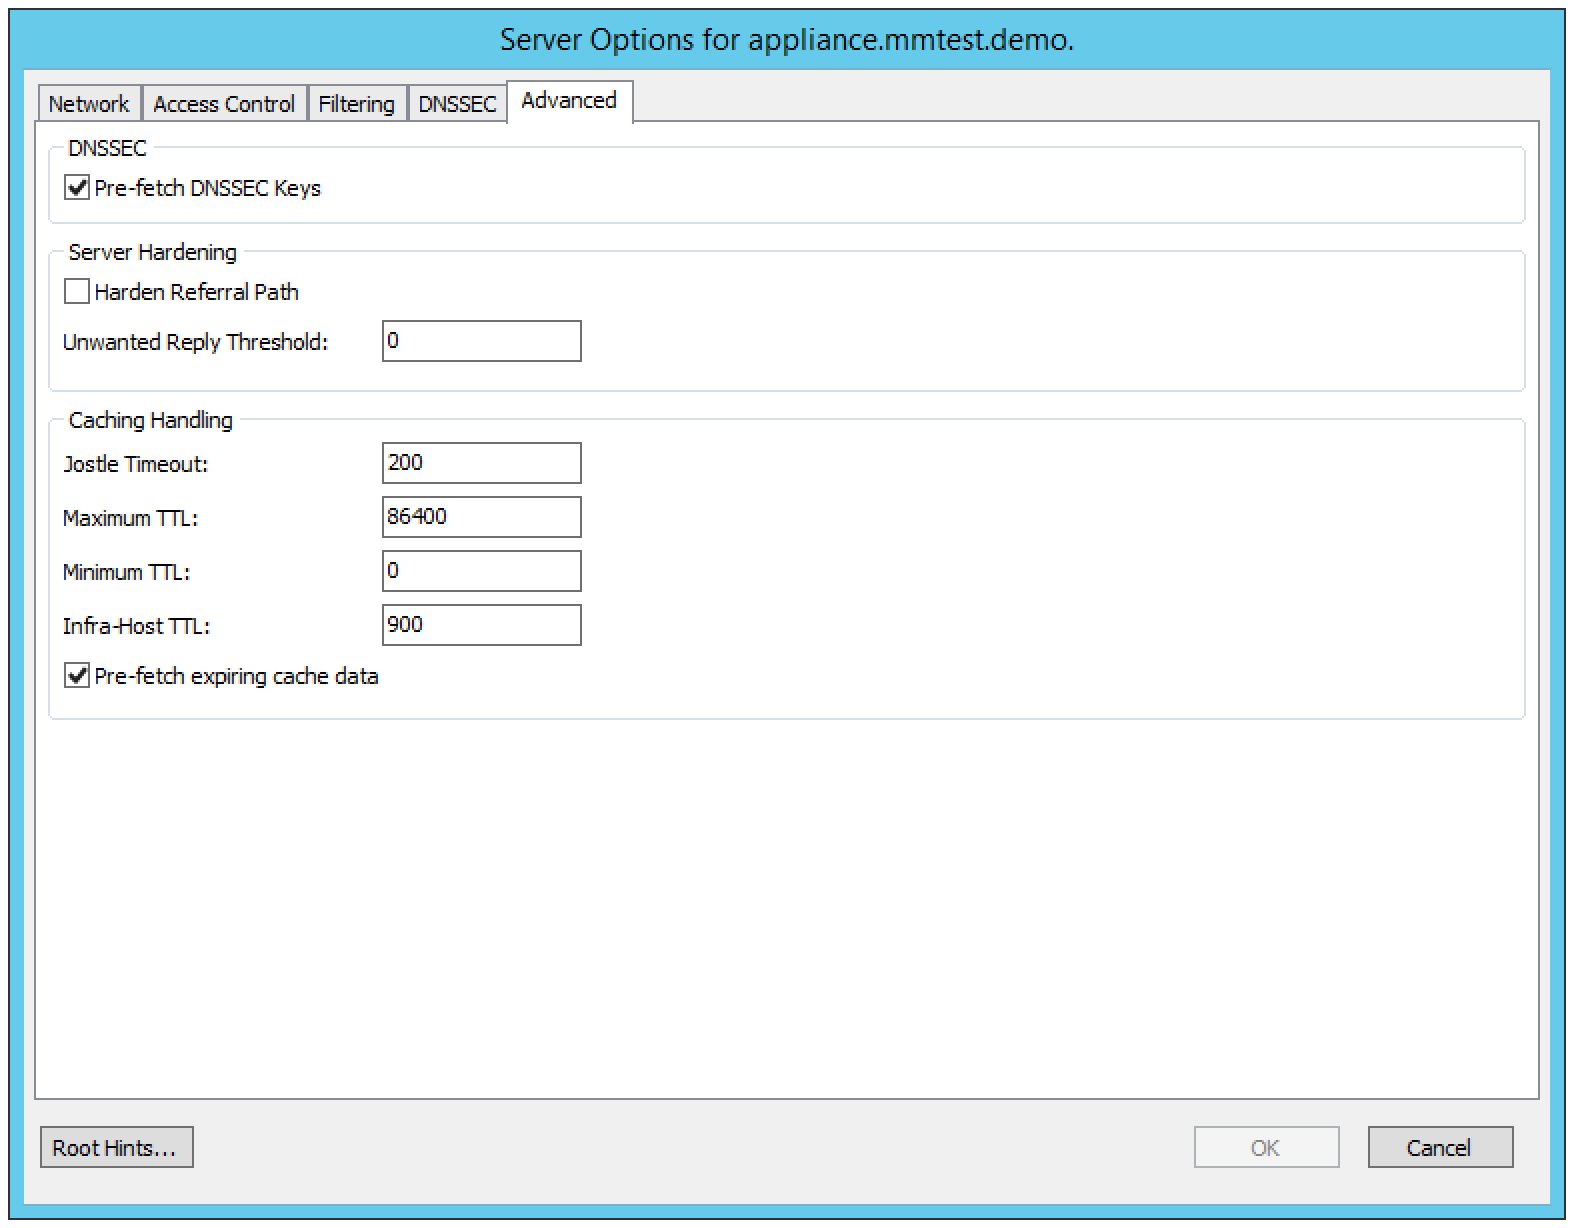 Server Options for appliance.mmtest.demo.
Network Access Control Filtering DNSSEC Advanced
DNSSEC
Pre-fetch DNSSEC Keys
Server Hardening
Harden Referral Path
Unwanted Reply Threshold: 0
Caching Handling
Jostle Timeout: 200
Maximum TTL: 86400
Minimum TTL: 0
Infra-Host TTL: 900
Pre-fetch expiring cache data
Root Hints... OK Cancel